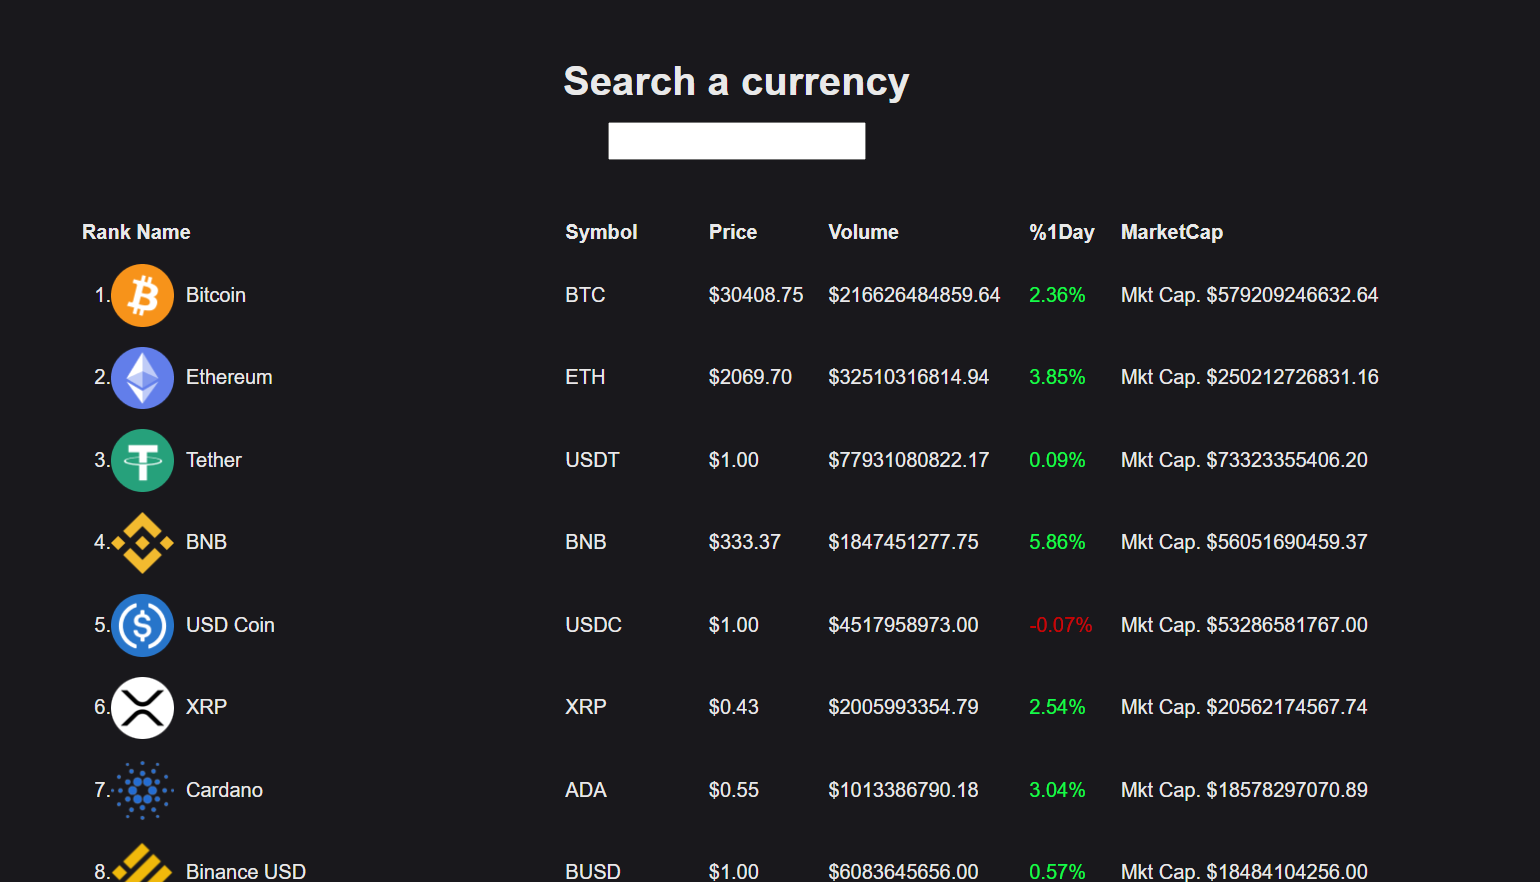 Search a currency
Rank Name Symbol Price Volume %1Day MarketCap
1. Bitcoin BTC $30408.75 $216626484859.64 2.36% Mkt Cap. $579209246632.64
2. Ethereum ETH $2069.70 $32510316814.94 3.85% Mkt Cap. $250212726831.16
3. Tether USDT $1.00 $77931080822.17 0.09% Mkt Cap. $73323355406.20
4. BNB BNB $333.37 $1847451277.75 5.86% Mkt Cap. $56051690459.37
5. USD Coin USDC $1.00 $4517958973.00 -0.07% Mkt Cap. $53286581767.00
6. XRP XRP $0.43 $2005993354.79 2.54% Mkt Cap. $20562174567.74
7. Cardano ADA $0.55 $1013386790.18 3.04% Mkt Cap. $18578297070.89
8. Binance USD BUSD $1.00 $6083645656.00 0.57% Mkt Cap. $18484104256.00